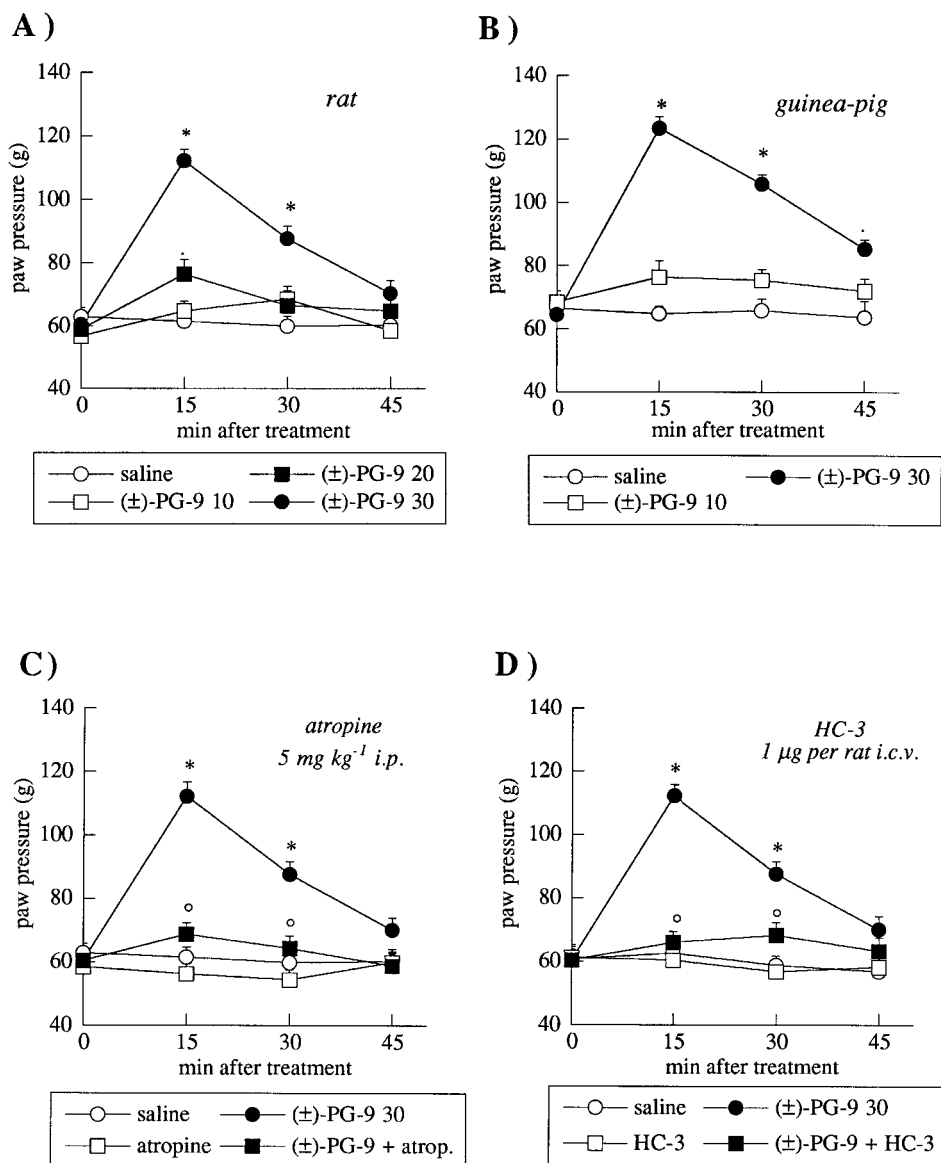 A )
rat
140
120
100
80
60
40
paw pressure (g)
* *
0 15 30 45
min after treatment
saline (±)-PG-9 20
(±)-PG-9 10 (±)-PG-9 30
B )
guinea-pig
140
120
100
80
60
40
paw pressure (g)
* *
0 15 30 45
min after treatment
saline (±)-PG-9 30
(±)-PG-9 10
C )
atropine
5 mg kg⁻¹ i.p.
140
120
100
80
60
40
paw pressure (g)
* *
0 15 30 45
min after treatment
saline (±)-PG-9 30
atropine (±)-PG-9 + atrop.
D )
HC-3
1 μg per rat i.c.v.
140
120
100
80
60
40
paw pressure (g)
* *
0 15 30 45
min after treatment
saline (±)-PG-9 30
HC-3 (±)-PG-9 + HC-3